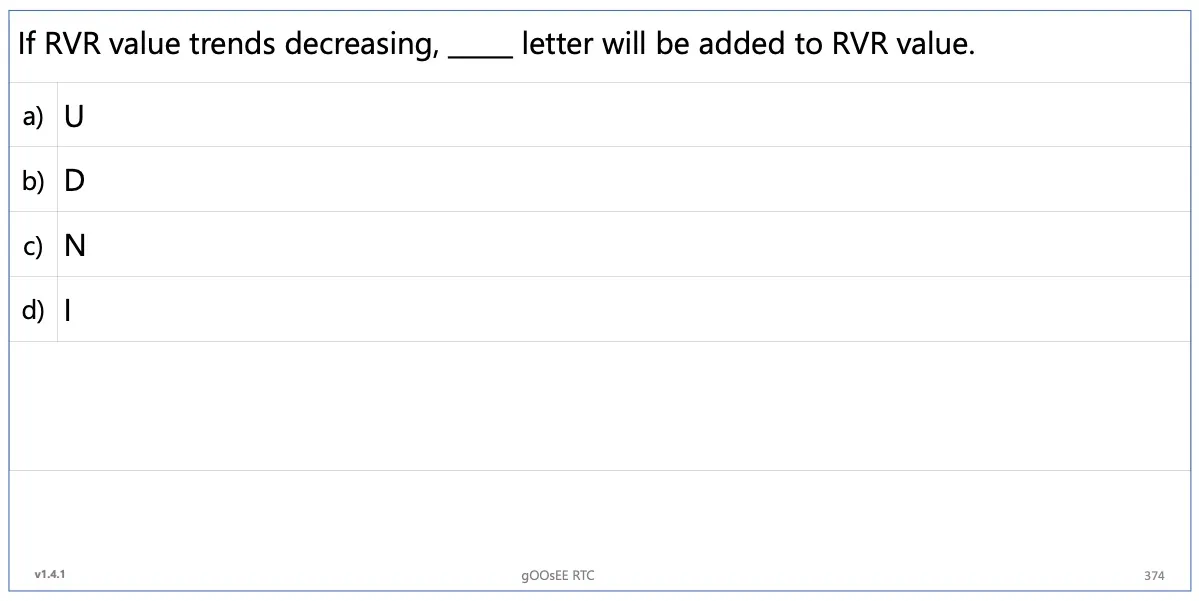 If RVR value trends decreasing, _____ letter will be added to RVR value.
a) U
b) D
c) N
d) I
v1.4.1 gOOsEE RTC 374